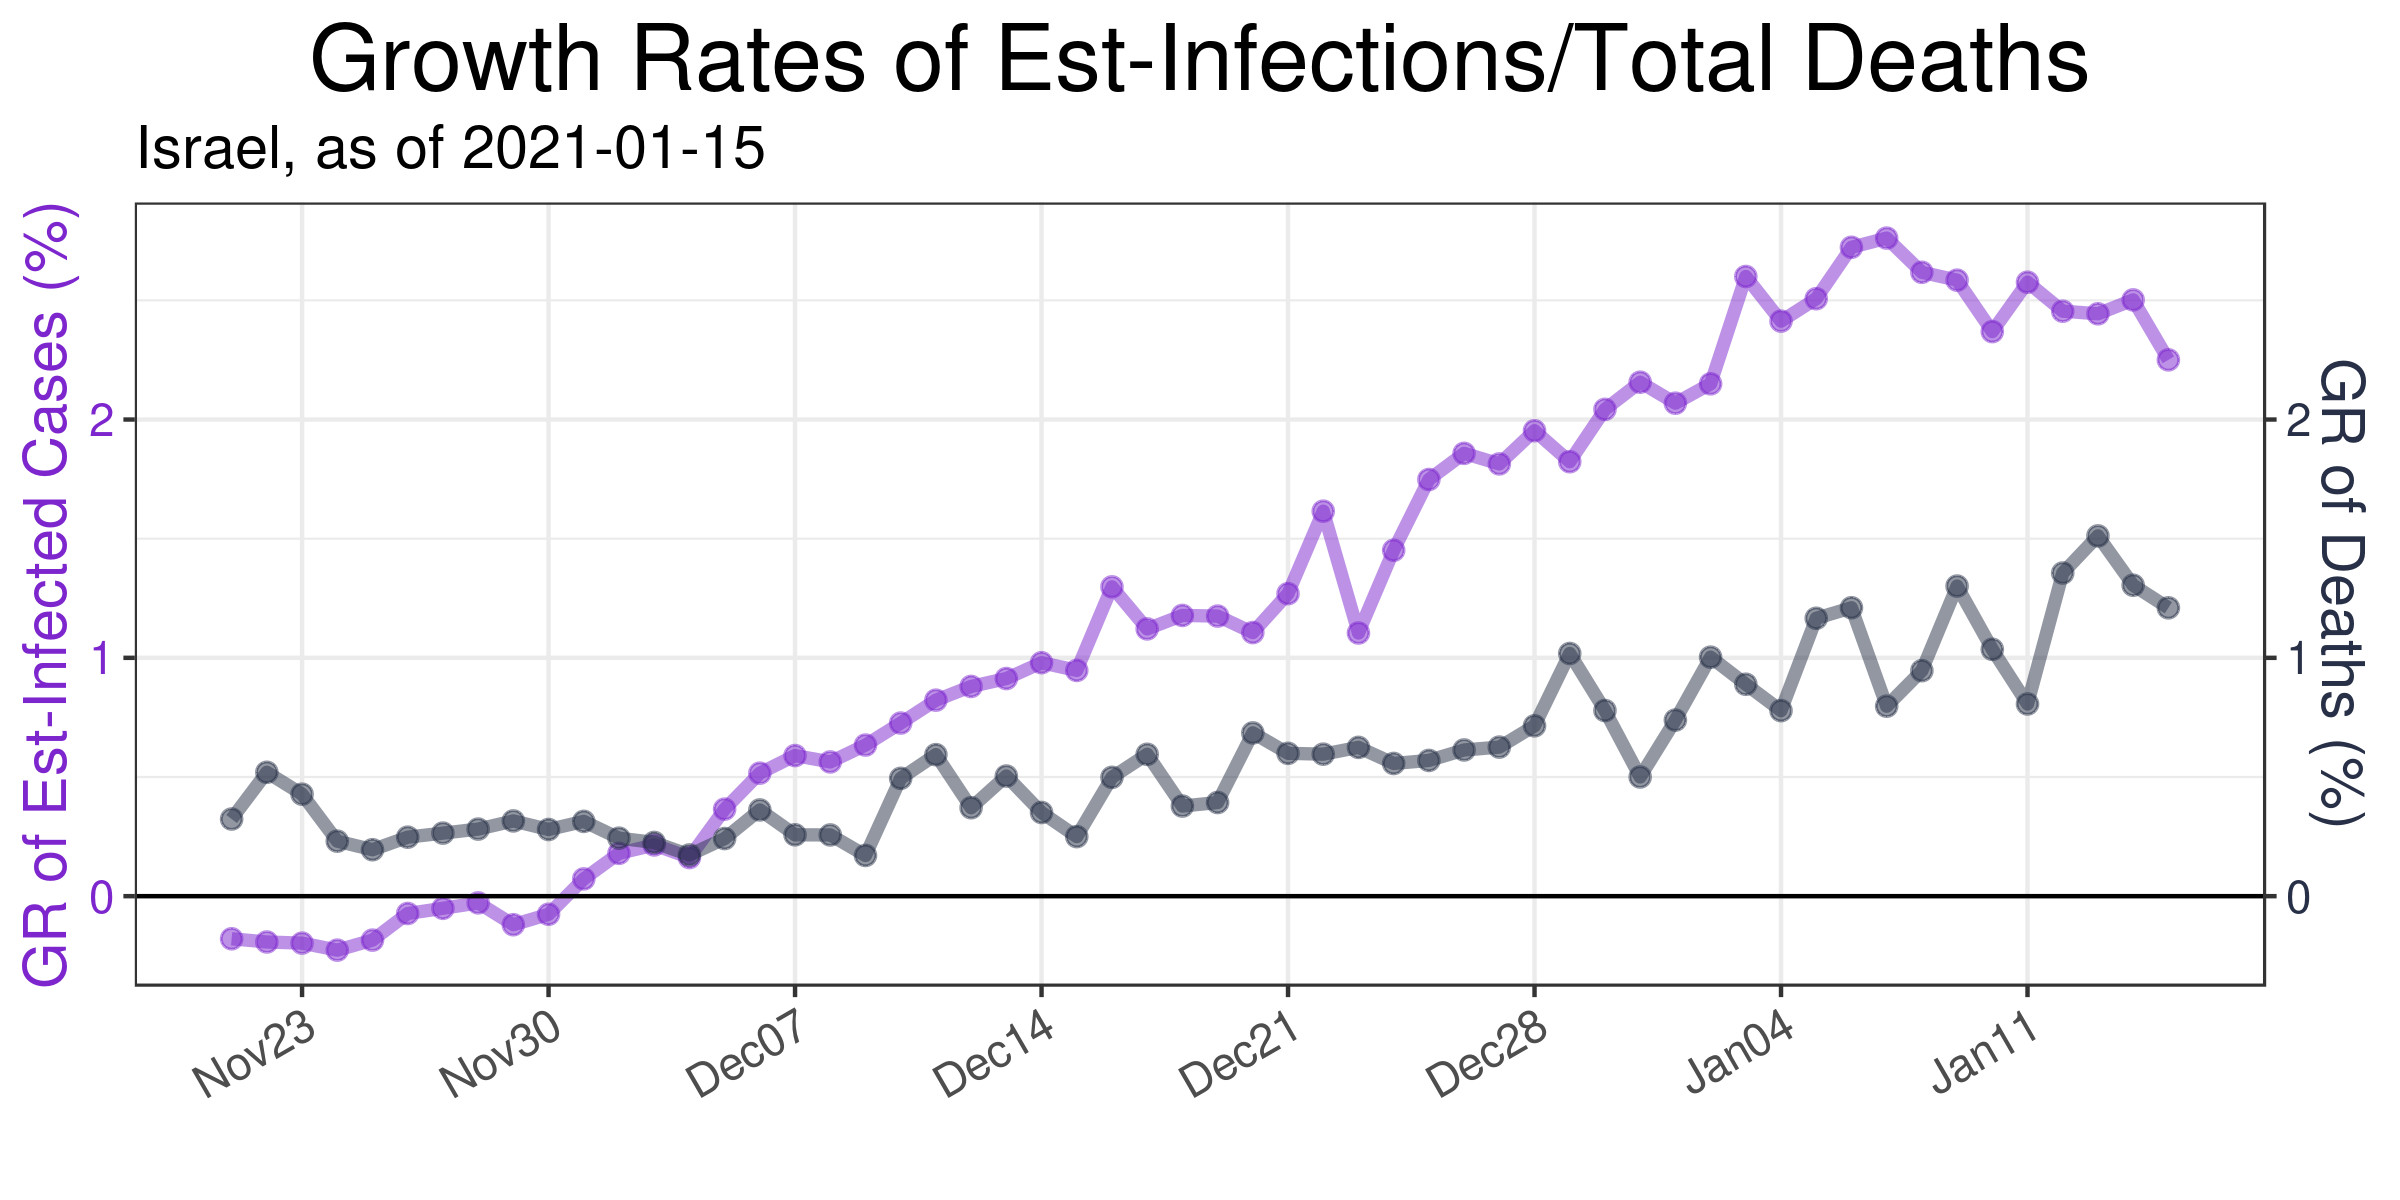 Growth Rates of Est-Infections/Total Deaths
Israel, as of 2021-01-15
GR of Est-Infected Cases (%)
2
1
0
2
1
0
GR of Deaths (%)
Nov23
Nov30
Dec07
Dec14
Dec21
Dec28
Jan04
Jan11